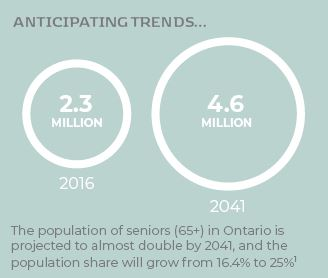 ANTICIPATING TRENDS...
2.3
MILLION
2016
4.6
MILLION
2041
The population of seniors (65+) in Ontario is
projected to almost double by 2041, and the
population share will grow from 16.4% to 25%¹